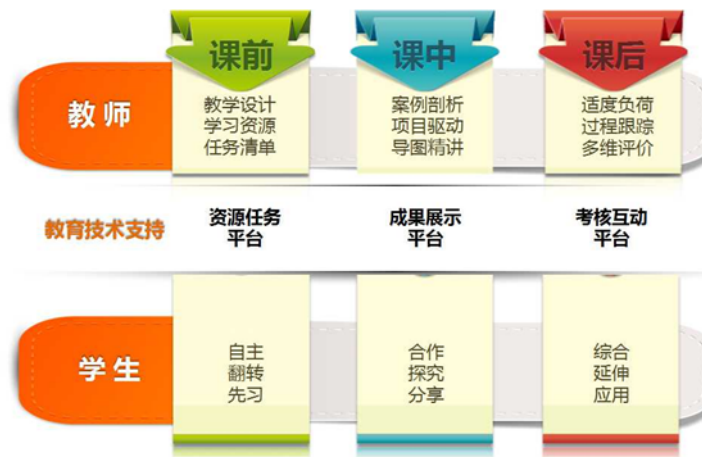 课前
课中
课后
教师
教学设计
学习资源
任务清单
案例剖析
项目驱动
导图精讲
适度负荷
过程跟踪
多维评价
教育技术支持
资源任务
平台
成果展示
平台
考核互动
平台
学生
自主
翻转
先习
合作
探究
分享
综合
延伸
应用